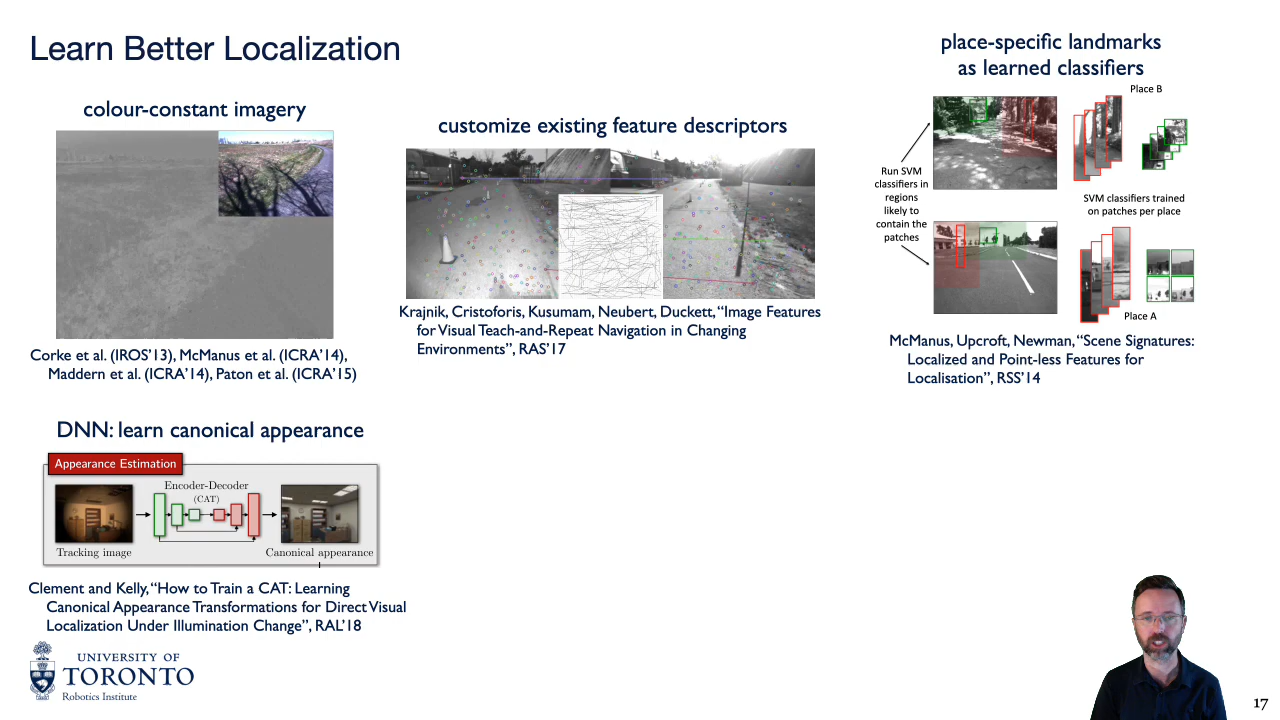 Learn Better Localization
colour-constant imagery
Corke et al. (IROS’13), McManus et al. (ICRA’14),
Maddern et al. (ICRA’14), Paton et al. (ICRA’15)
customize existing feature descriptors
Krajnik, Cristoforis, Kusumam, Neubert, Duckett, “Image Features
for Visual Teach-and-Repeat Navigation in Changing
Environments”, RAS’17
place-specific landmarks
as learned classifiers
Place B
Run SVM
classifiers in
regions
likely to
contain the
patches
SVM classifiers trained
on patches per place
Place A
McManus, Upcroft, Newman, “Scene Signatures:
Localized and Point-less Features for
Localisation”, RSS’14
DNN: learn canonical appearance
Appearance Estimation
Encoder-Decoder
(CAT)
Tracking image
Canonical appearance
Clement and Kelly, “How to Train a CAT: Learning
Canonical Appearance Transformations for Direct Visual
Localization Under Illumination Change”, RAL’18
UNIVERSITY OF
TORONTO
Robotics Institute
17